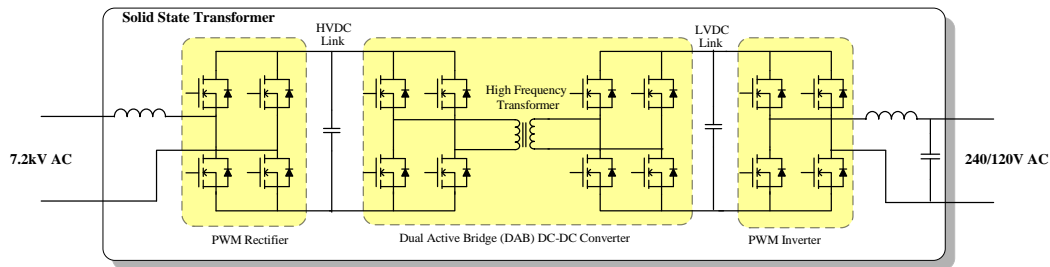 Solid State Transformer
HVDC
Link
LVDC
Link
High Frequency
Transformer
7.2kV AC
240/120V AC
PWM Rectifier
Dual Active Bridge (DAB) DC-DC Converter
PWM Inverter